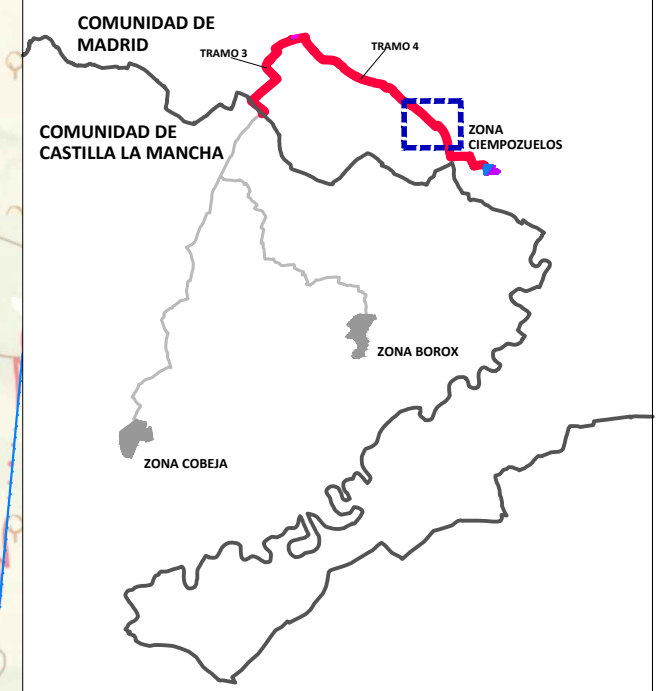 COMUNIDAD DE
MADRID
TRAMO 3
TRAMO 4
COMUNIDAD DE
CASTILLA LA MANCHA
ZONA
CIEMPOZUELOS
ZONA BOROX
ZONA COBEJA